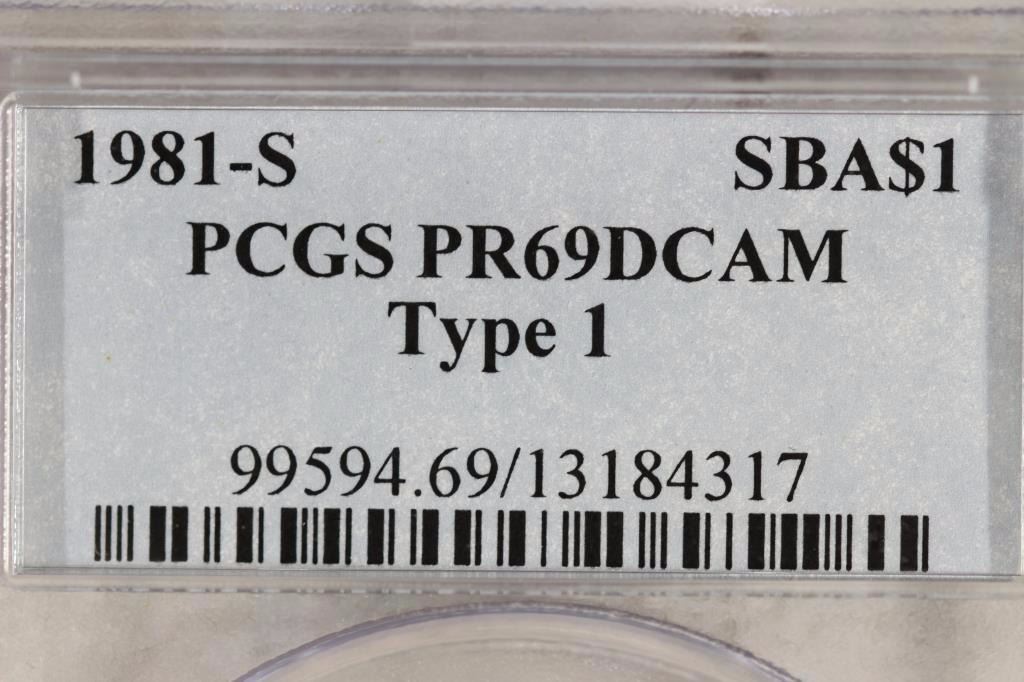 1981-S SBA$1
PCGS PR69DCAM
Type 1
99594.69/13184317